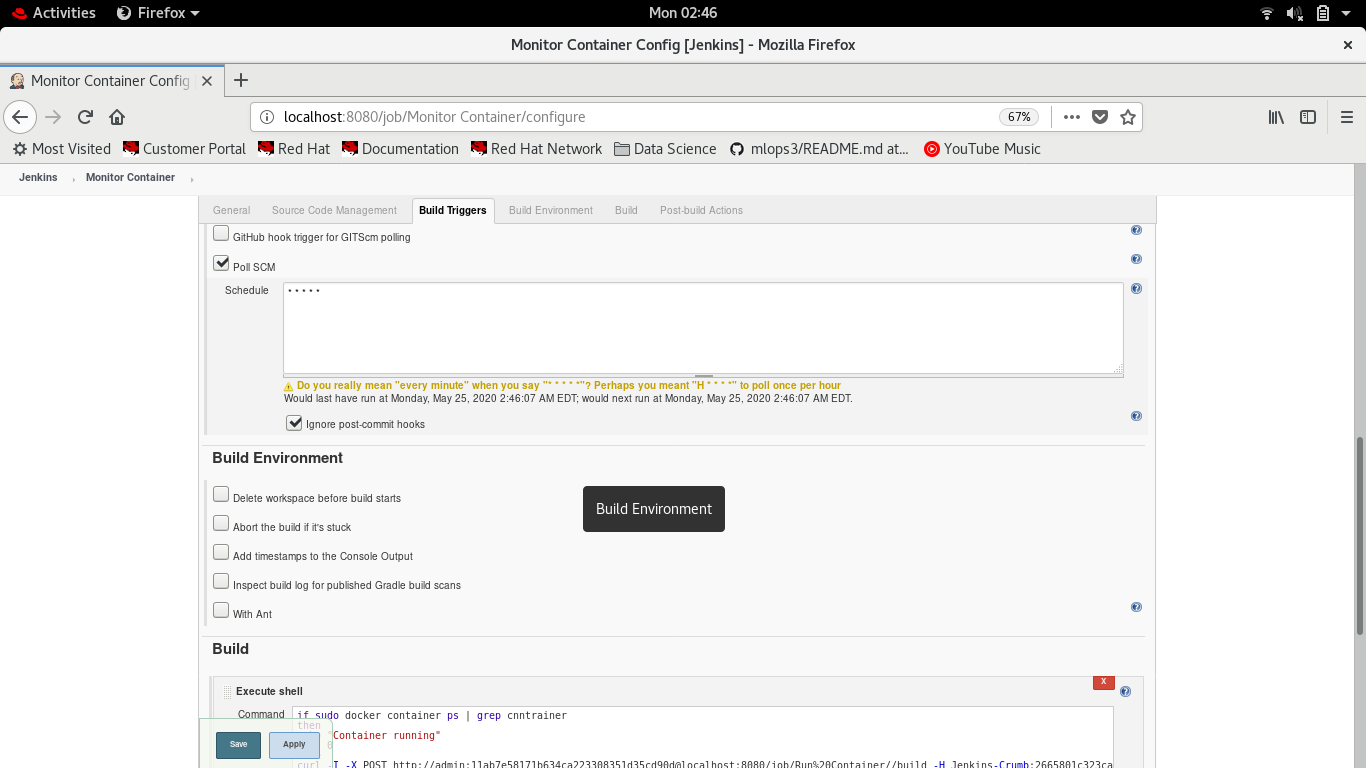 Activities Firefox Mon 02:46
Monitor Container Config [Jenkins] - Mozilla Firefox
Monitor Container Config
localhost:8080/job/Monitor Container/configure 67%
Most Visited Customer Portal Red Hat Documentation Red Hat Network Data Science mlops3/README.md at... YouTube Music
Jenkins Monitor Container
General Source Code Management Build Triggers Build Environment Build Post-build Actions
GitHub hook trigger for GITScm polling
Poll SCM
Schedule * * * * *
Do you really mean "every minute" when you say "* * * * *"? Perhaps you meant "H * * * *" to poll once per hour
Would last have run at Monday, May 25, 2020 2:46:07 AM EDT; would next run at Monday, May 25, 2020 2:46:07 AM EDT.
Ignore post-commit hooks
Build Environment
Delete workspace before build starts
Build Environment
Abort the build if it's stuck
Add timestamps to the Console Output
Inspect build log for published Gradle build scans
With Ant
Build
X
Execute shell
Command if sudo docker container ps | grep cnntrainer
then
"Container running"
Save Apply 0
curl -I -X POST http://admin:11ab7e58171b634ca223308351d35cd90d@localhost:8080/job/Run%20Container//build -H Jenkins-Crumb:2665801c323ca